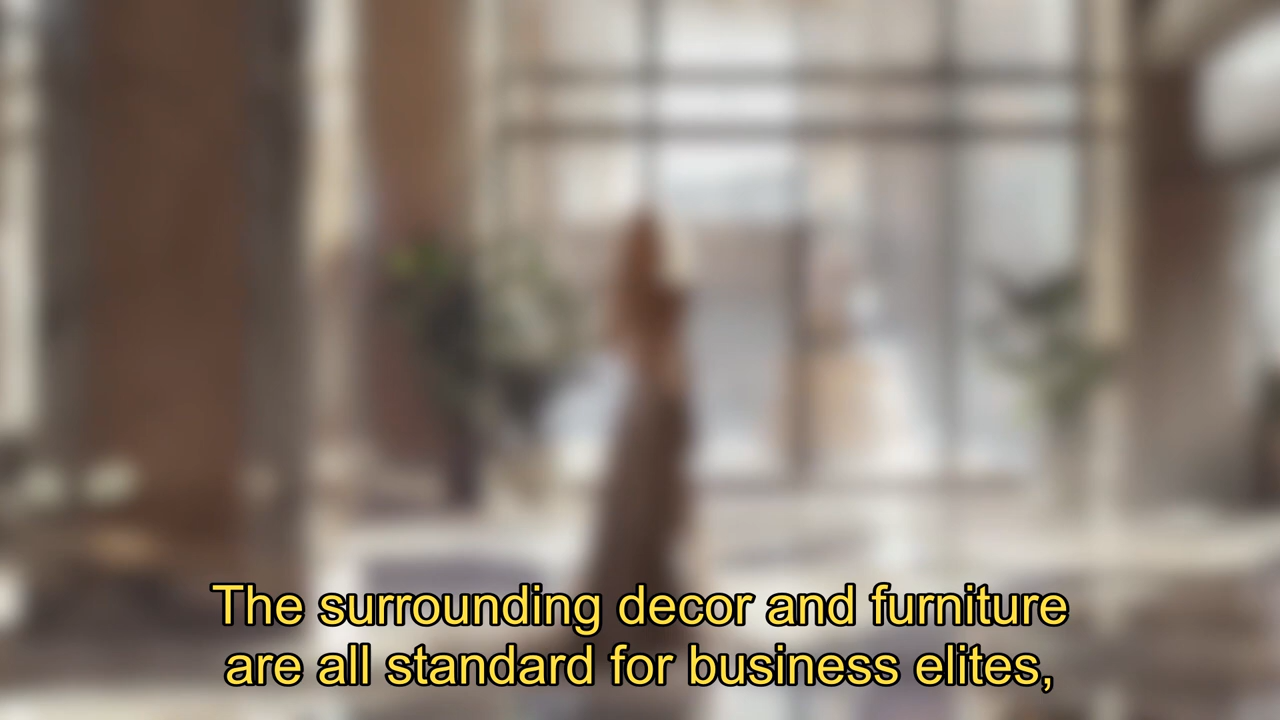 The surrounding decor and furniture
are all standard for business elites,